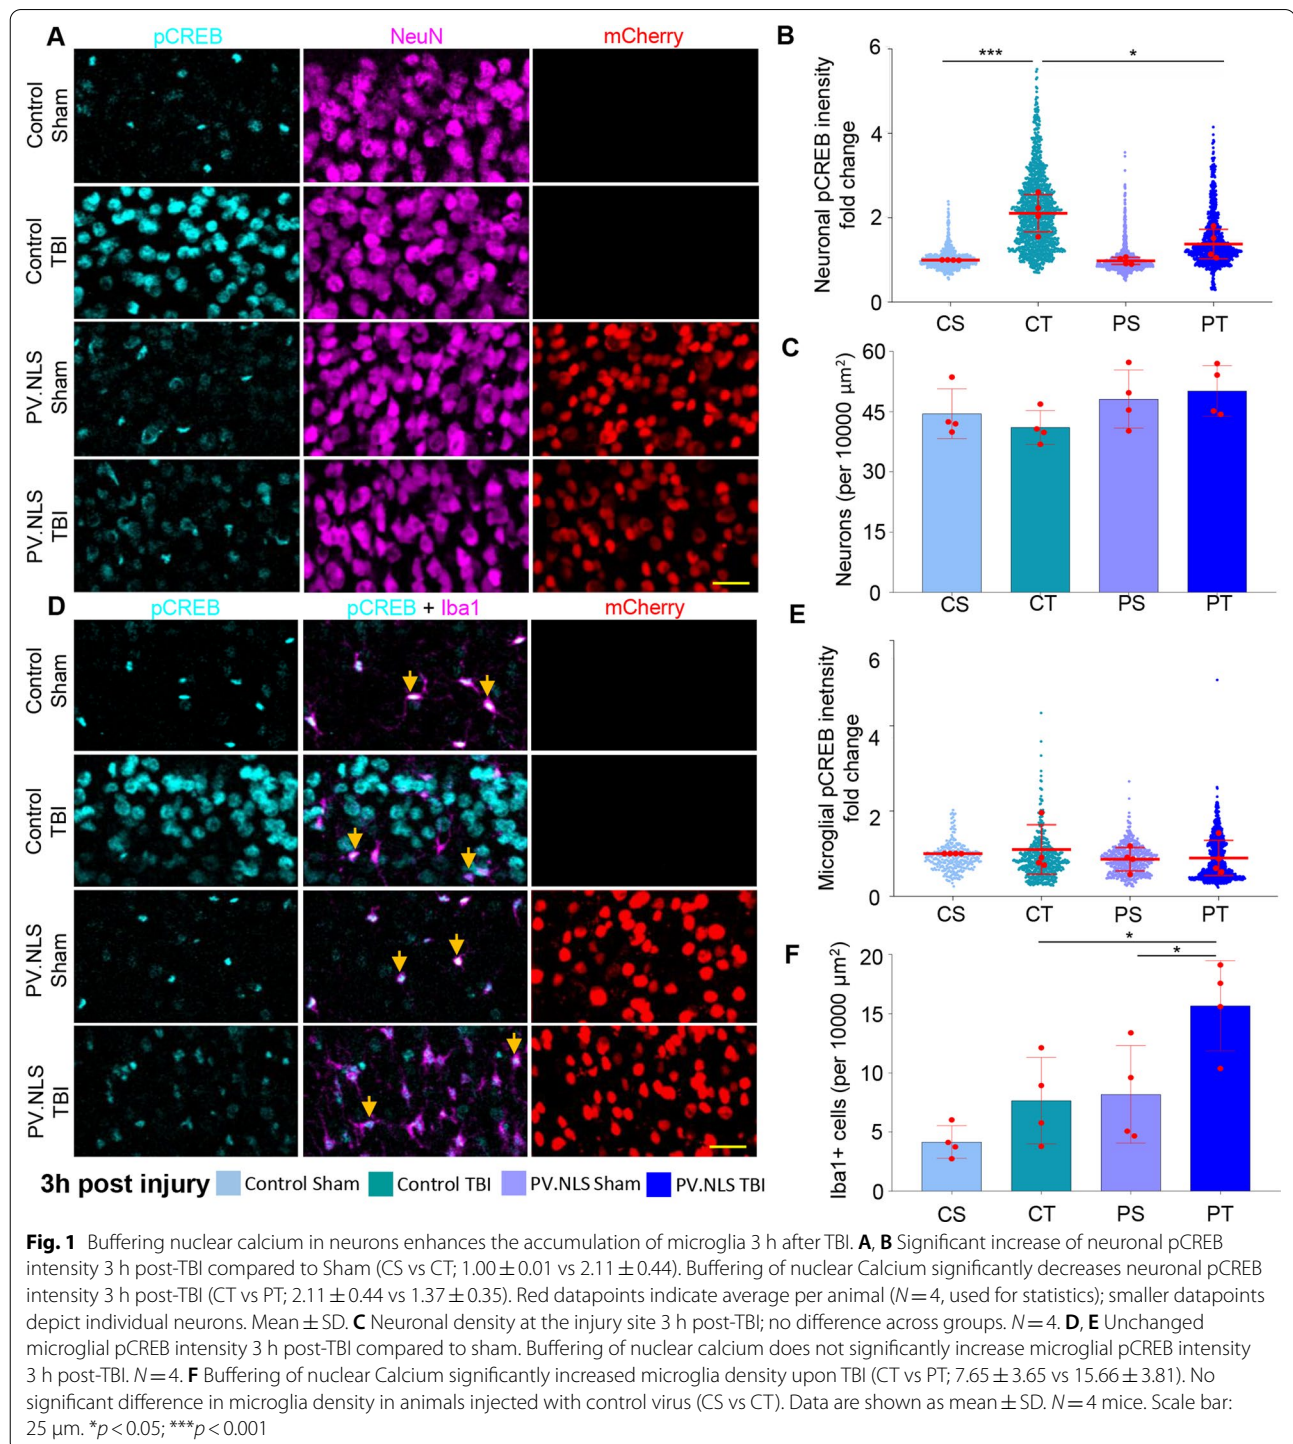 A
pCREB
NeuN
mCherry
Control
Sham
Control
TBI
PV.NLS
Sham
PV.NLS
TBI
B
Neuronal pCREB inensity
fold change
6
4
2
0
***
*
CS
CT
PS
PT
C
Neurons (per 10000 µm²)
60
45
30
15
0
CS
CT
PS
PT
D
pCREB
pCREB + Iba1
mCherry
Control
Sham
Control
TBI
PV.NLS
Sham
PV.NLS
TBI
E
Microglial pCREB inetnsity
fold change
6
4
2
0
CS
CT
PS
PT
F
Iba1+ cells (per 10000 µm²)
20
15
10
5
0
*
*
CS
CT
PS
PT
3h post injury Control Sham Control TBI PV.NLS Sham PV.NLS TBI
Fig. 1 Buffering nuclear calcium in neurons enhances the accumulation of microglia 3 h after TBI. A, B Significant increase of neuronal pCREB
intensity 3 h post-TBI compared to Sham (CS vs CT; 1.00 ± 0.01 vs 2.11 ± 0.44). Buffering of nuclear Calcium significantly decreases neuronal pCREB
intensity 3 h post-TBI (CT vs PT; 2.11 ± 0.44 vs 1.37 ± 0.35). Red datapoints indicate average per animal (N = 4, used for statistics); smaller datapoints
depict individual neurons. Mean ± SD. C Neuronal density at the injury site 3 h post-TBI; no difference across groups. N = 4. D, E Unchanged
microglial pCREB intensity 3 h post-TBI compared to sham. Buffering of nuclear calcium does not significantly increase microglial pCREB intensity
3 h post-TBI. N = 4. F Buffering of nuclear Calcium significantly increased microglia density upon TBI (CT vs PT; 7.65 ± 3.65 vs 15.66 ± 3.81). No
significant difference in microglia density in animals injected with control virus (CS vs CT). Data are shown as mean ± SD. N = 4 mice. Scale bar:
25 µm. *p < 0.05; ***p < 0.001